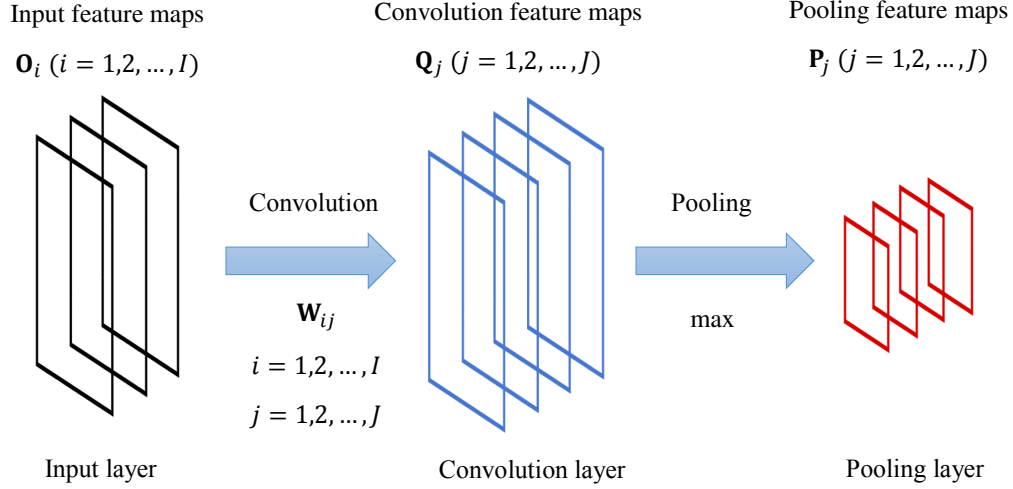 Input feature maps
𝐎𝑖 (𝑖 = 1,2, … , 𝐼)
Convolution feature maps
𝐐𝑗 (𝑗 = 1,2, … , 𝐽)
Pooling feature maps
𝐏𝑗 (𝑗 = 1,2, … , 𝐽)
Convolution
𝐖𝑖𝑗
𝑖 = 1,2, … , 𝐼
𝑗 = 1,2, … , 𝐽
Pooling
max
Input layer
Convolution layer
Pooling layer